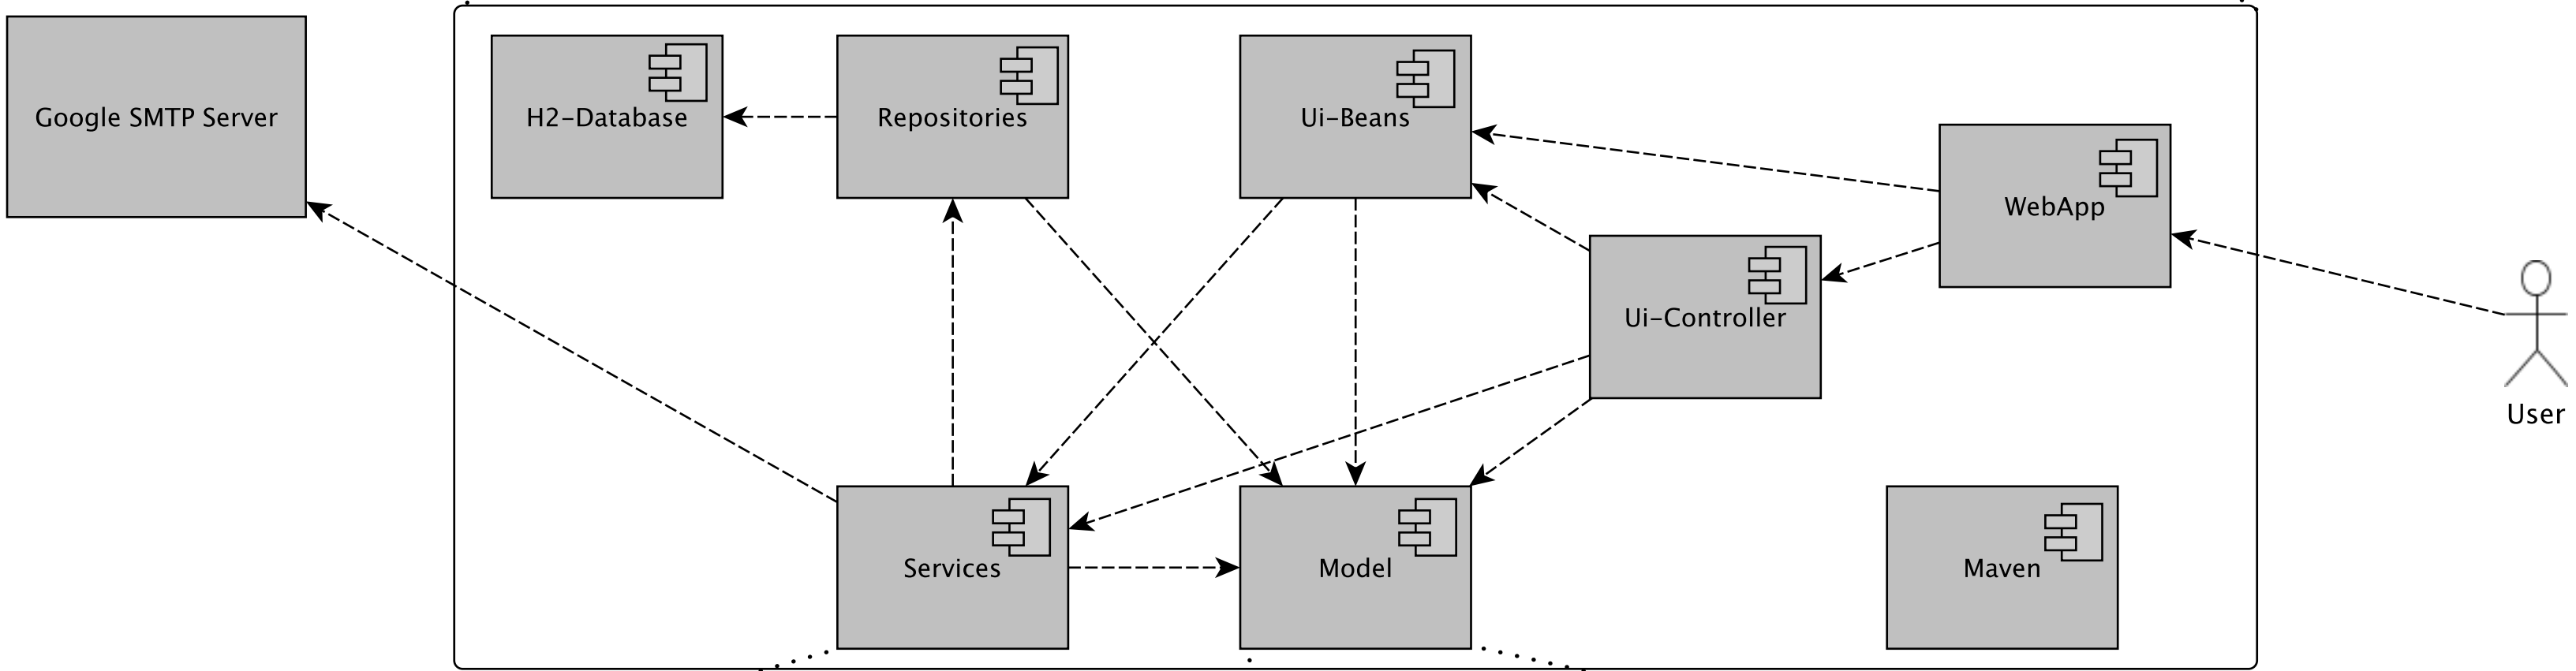 Google SMTP Server
H2-Database
Repositories
Ui-Beans
WebApp
Ui-Controller
User
Services
Model
Maven